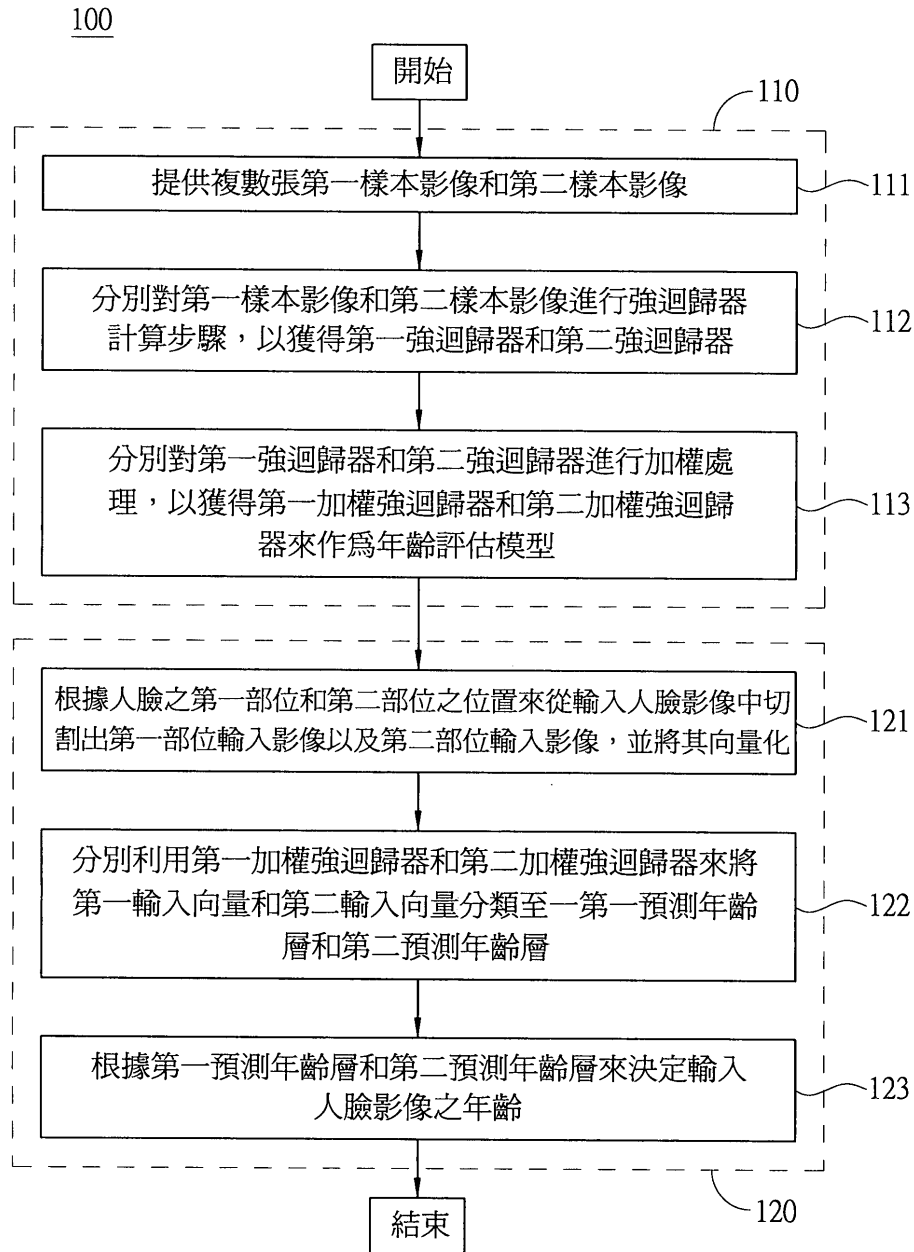 100
開始
110
提供複數張第一樣本影像和第二樣本影像
111
分別對第一樣本影像和第二樣本影像進行強迴歸器
計算步驟，以獲得第一強迴歸器和第二強迴歸器
112
分別對第一強迴歸器和第二強迴歸器進行加權處
理，以獲得第一加權強迴歸器和第二加權強迴歸
器來作爲年齡評估模型
113
根據人臉之第一部位和第二部位之位置來從輸入人臉影像中切
割出第一部位輸入影像以及第二部位輸入影像，並將其向量化
121
分別利用第一加權強迴歸器和第二加權強迴歸器來將
第一輸入向量和第二輸入向量分類至一第一預測年齡
層和第二預測年齡層
122
根據第一預測年齡層和第二預測年齡層來決定輸入
人臉影像之年齡
123
120
結束